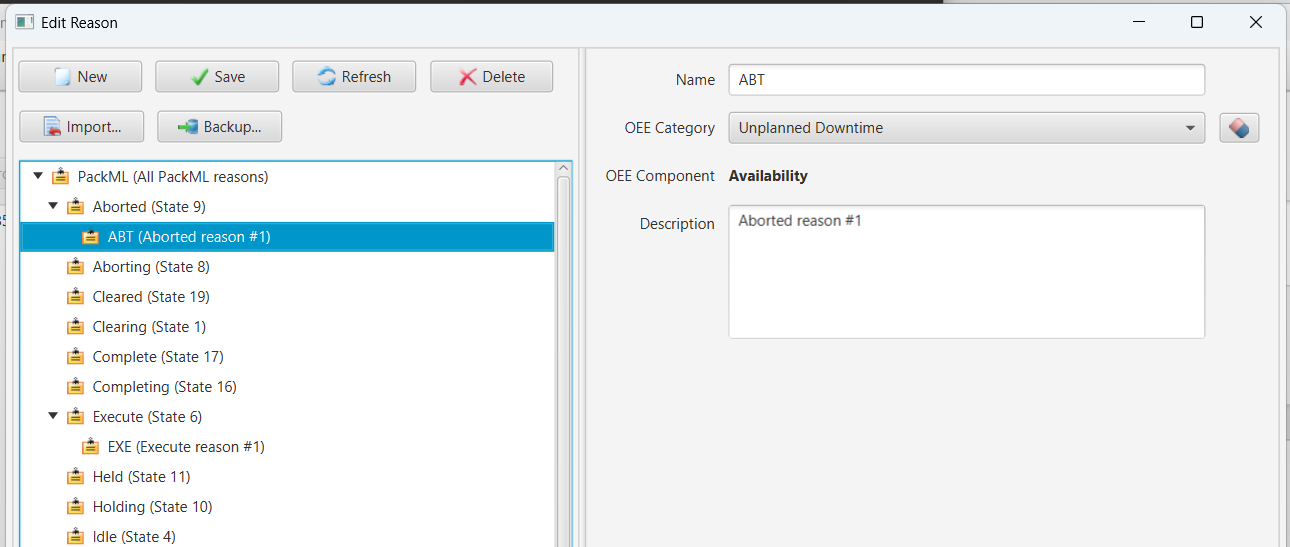 Edit Reason
New Save Refresh Delete
Import... Backup...
PackML (All PackML reasons)
Aborted (State 9)
ABT (Aborted reason #1)
Aborting (State 8)
Cleared (State 19)
Clearing (State 1)
Complete (State 17)
Completing (State 16)
Execute (State 6)
EXE (Execute reason #1)
Held (State 11)
Holding (State 10)
Idle (State 4)
Name ABT
OEE Category Unplanned Downtime
OEE Component Availability
Description Aborted reason #1